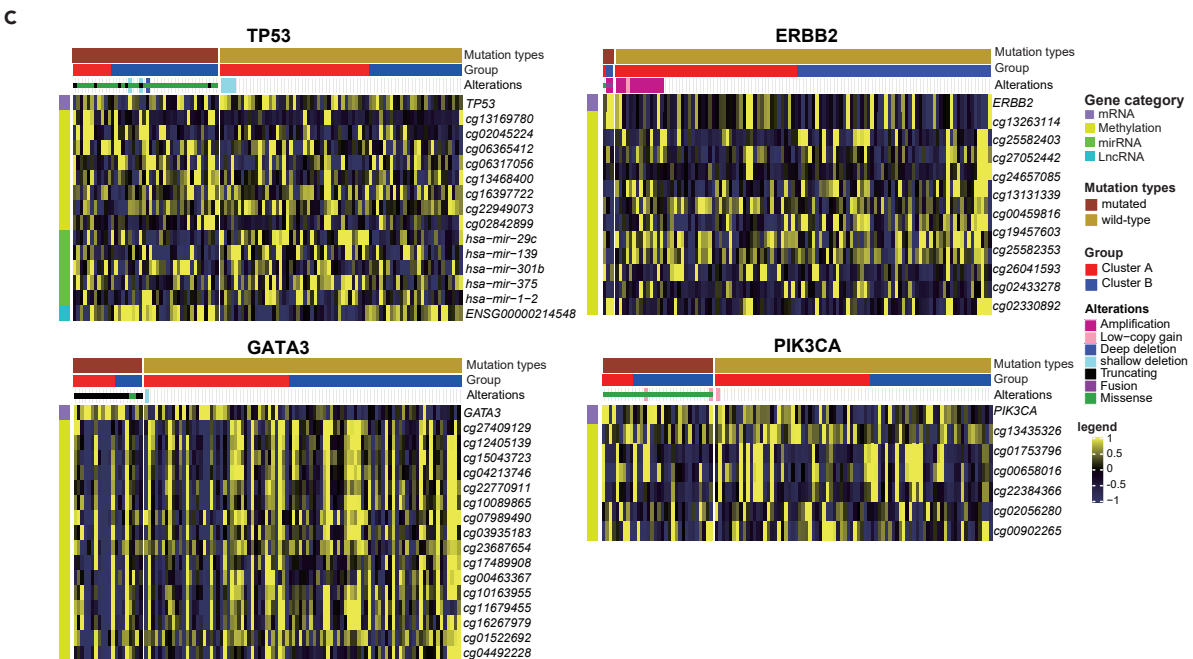 C
TP53
Mutation types
Group
Alterations
TP53
cg13169780
cg02045224
cg06365412
cg06317056
cg13468400
cg16397722
cg22949073
cg02842899
hsa-mir-29c
hsa-mir-139
hsa-mir-301b
hsa-mir-375
hsa-mir-1-2
ENSG00000214548
ERBB2
Mutation types
Group
Alterations
ERBB2
cg13263114
cg25582403
cg27052442
cg24657085
cg13131339
cg00459816
cg19457603
cg25582353
cg26041593
cg02433278
cg02330892
GATA3
Mutation types
Group
Alterations
GATA3
cg27409129
cg12405139
cg15043723
cg04213746
cg22770911
cg10089865
cg07989490
cg03935183
cg23687654
cg17489908
cg00463367
cg10163955
cg11679455
cg16267979
cg01522692
cg04492228
PIK3CA
Mutation types
Group
Alterations
PIK3CA
cg13435326
cg01753796
cg00658016
cg22384366
cg02056280
cg00902265
Gene category
mRNA
Methylation
mirRNA
LncRNA
Mutation types
mutated
wild-type
Group
Cluster A
Cluster B
Alterations
Amplification
Low-copy gain
Deep deletion
shallow deletion
Truncating
Fusion
Missense
legend
1
0.5
0
-0.5
-1